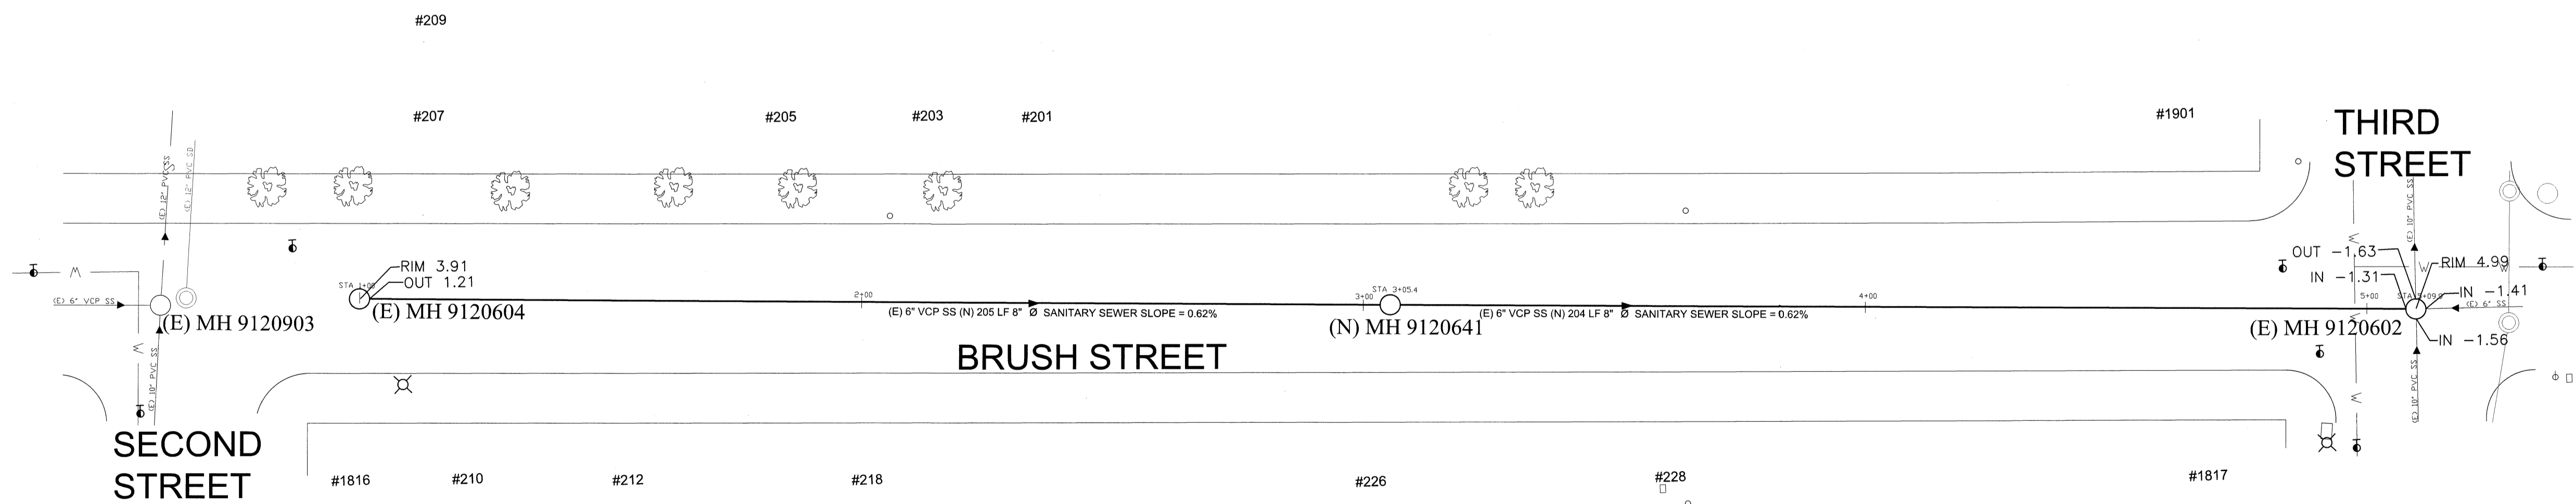 #209
#207
#205
#203
#201
#1901
THIRD
STREET
(E) 12" PVC SS
S
(E) 12" PVC SD
(E) 10" PVC SS
OUT -1.63
RIM 4.99
IN -1.31
IN -1.41
W
W
W
W
RIM 3.91
OUT 1.21
STA 1+00
2+00
3+00
STA 3+05.4
4+00
5+00
(E) 6" VCP SS
(E) 6" SS
(E) MH 9120903
(E) MH 9120604
(E) 6" VCP SS (N) 205 LF 8" Ø SANITARY SEWER SLOPE = 0.62%
(N) MH 9120641
(E) 6" VCP SS (N) 204 LF 8" Ø SANITARY SEWER SLOPE = 0.62%
(E) MH 9120602
IN -1.56
W
W
W
BRUSH STREET
(E) 10" PVC SS
(E) 10" PVC SS
SECOND
STREET
#1816
#210
#212
#218
#226
#228
#1817